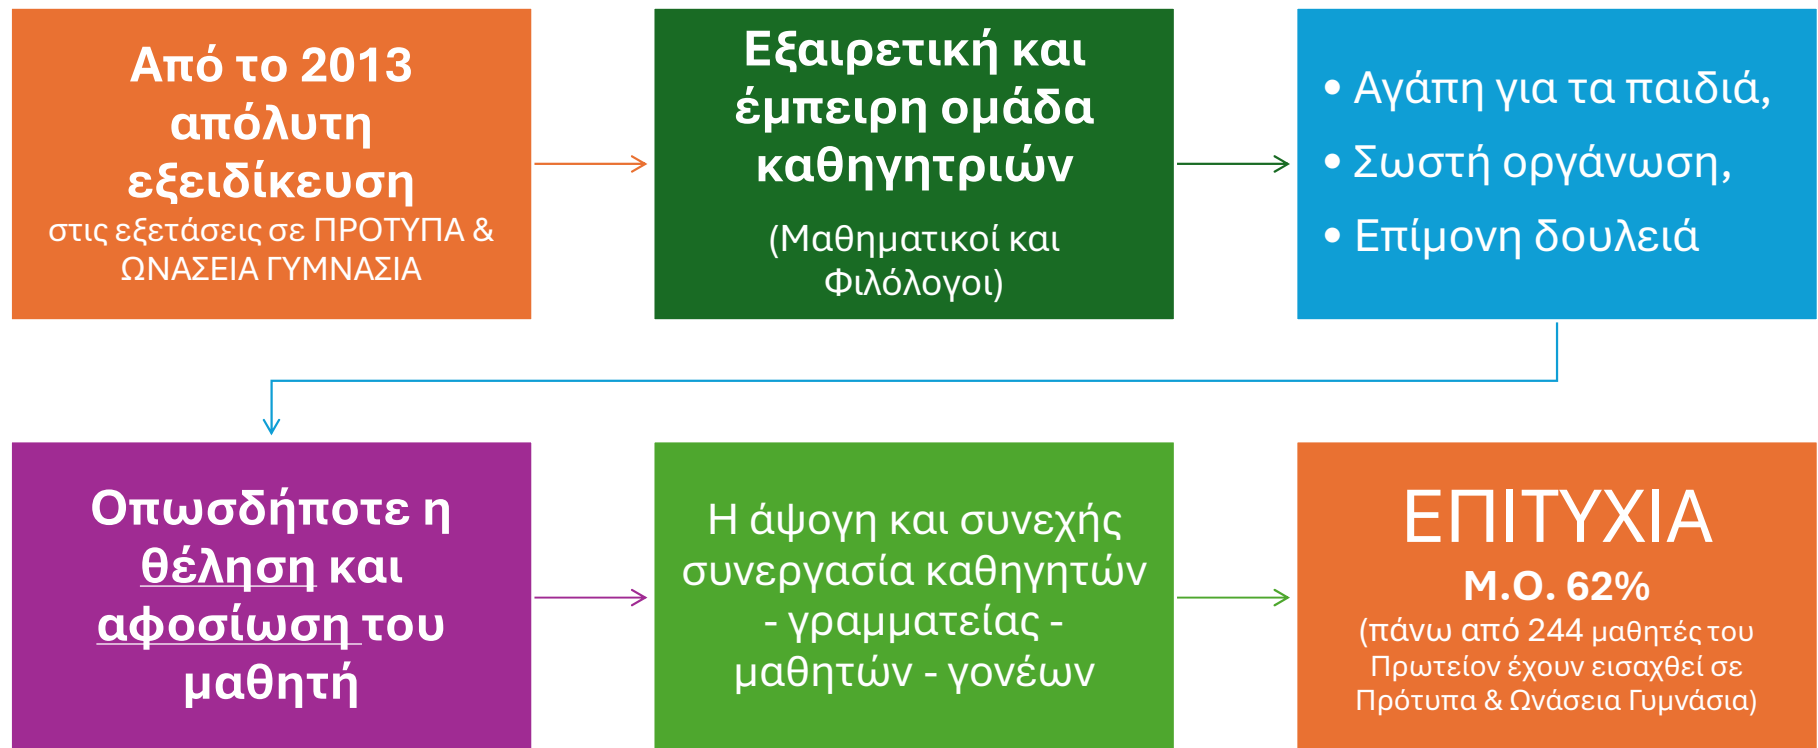 Από το 2013
απόλυτη
εξειδίκευση
στις εξετάσεις σε ΠΡΟΤΥΠΑ &
ΩΝΑΣΕΙΑ ΓΥΜΝΑΣΙΑ
Εξαιρετική και
έμπειρη ομάδα
καθηγητριών
(Μαθηματικοί και
Φιλόλογοι)
• Αγάπη για τα παιδιά,
• Σωστή οργάνωση,
• Επίμονη δουλειά
Οπωσδήποτε η
θέληση και
αφοσίωση του
μαθητή
Η άψογη και συνεχής
συνεργασία καθηγητών
- γραμματείας -
μαθητών - γονέων
ΕΠΙΤΥΧΙΑ
Μ.Ο. 62%
(πάνω από 244 μαθητές του
Πρωτείον έχουν εισαχθεί σε
Πρότυπα & Ωνάσεια Γυμνάσια)